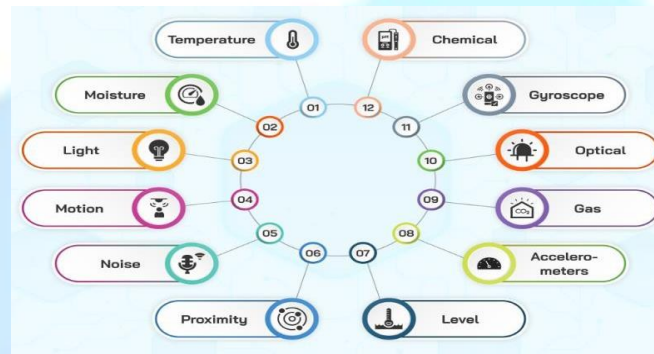 Temperature
01
Moisture
02
Light
03
Motion
04
Noise
05
Proximity
06
Level
07
Accelero-
meters
08
Gas
CO₂
09
Optical
10
Gyroscope
11
Chemical
12